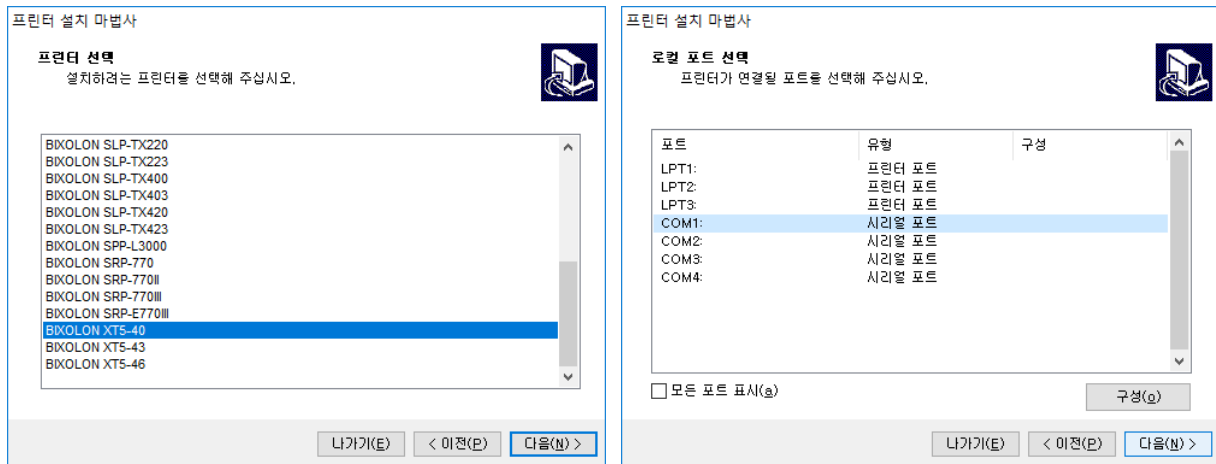 프린터 설치 마법사
프린터 선택
설치하려는 프린터를 선택해 주십시오.
BIXOLON SLP-TX220
BIXOLON SLP-TX223
BIXOLON SLP-TX400
BIXOLON SLP-TX403
BIXOLON SLP-TX420
BIXOLON SLP-TX423
BIXOLON SPP-L3000
BIXOLON SRP-770
BIXOLON SRP-770II
BIXOLON SRP-770III
BIXOLON SRP-E770III
BIXOLON XT5-40
BIXOLON XT5-43
BIXOLON XT5-46
나가기(E) < 이전(P) 다음(N) >
프린터 설치 마법사
로컬 포트 선택
프린터가 연결될 포트를 선택해 주십시오.
포트 유형 구성
LPT1: 프린터 포트
LPT2: 프린터 포트
LPT3: 프린터 포트
COM1: 시리얼 포트
COM2: 시리얼 포트
COM3: 시리얼 포트
COM4: 시리얼 포트
모든 포트 표시(a)
구성(o)
나가기(E) < 이전(P) 다음(N) >